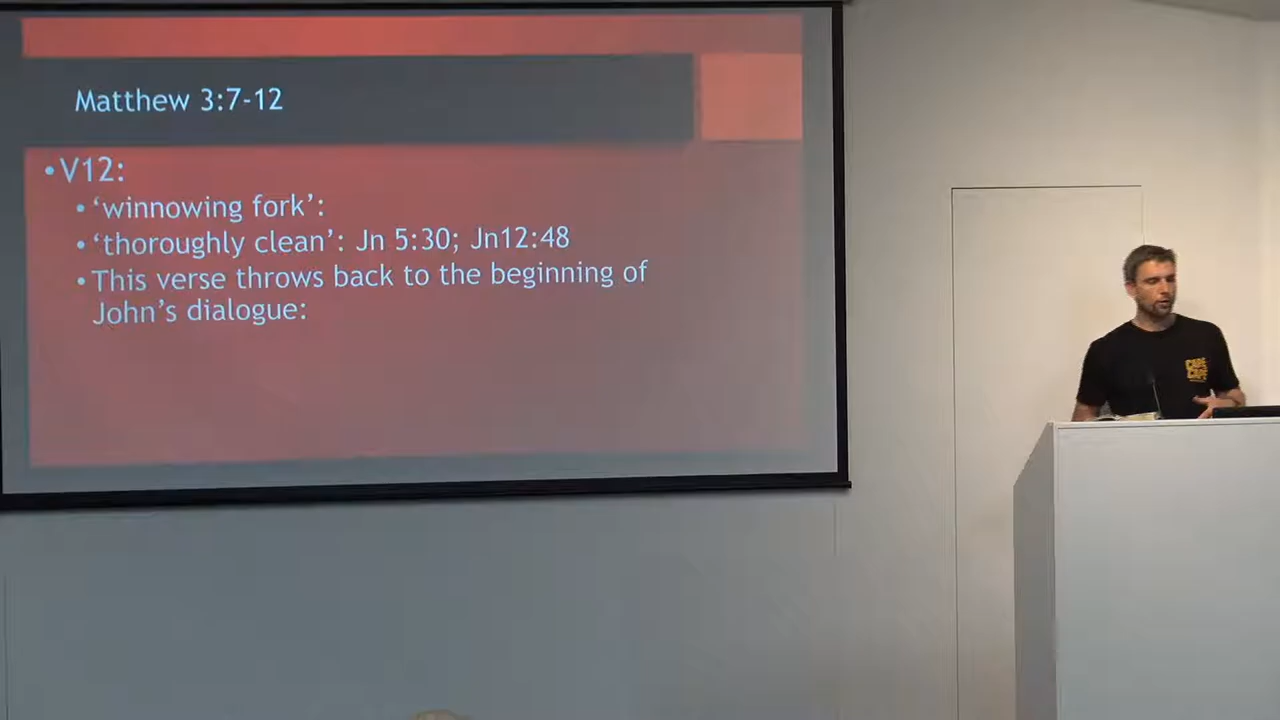 Matthew 3:7-12
•V12:
• ‘winnowing fork’:
• ‘thoroughly clean’: Jn 5:30; Jn12:48
• This verse throws back to the beginning of
John’s dialogue: